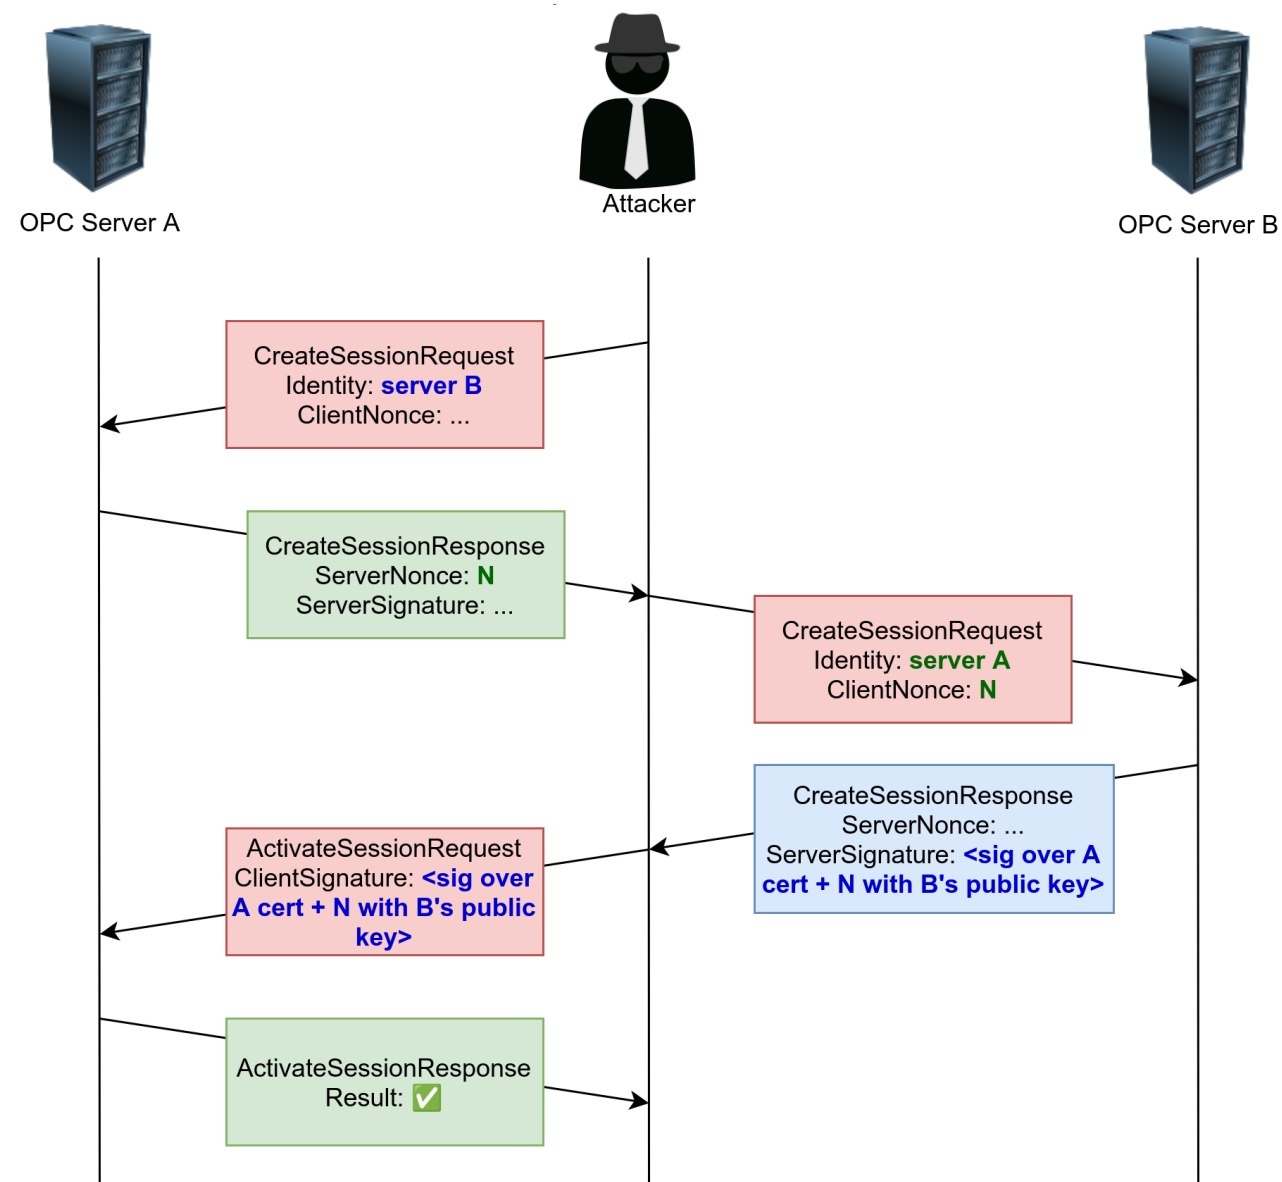 OPC Server A
Attacker
OPC Server B
CreateSessionRequest
Identity: server B
ClientNonce: ...
CreateSessionResponse
ServerNonce: N
ServerSignature: ...
CreateSessionRequest
Identity: server A
ClientNonce: N
CreateSessionResponse
ServerNonce: ...
ServerSignature: <sig over A
cert + N with B's public key>
ActivateSessionRequest
ClientSignature: <sig over
A cert + N with B's public
key>
ActivateSessionResponse
Result: ✅